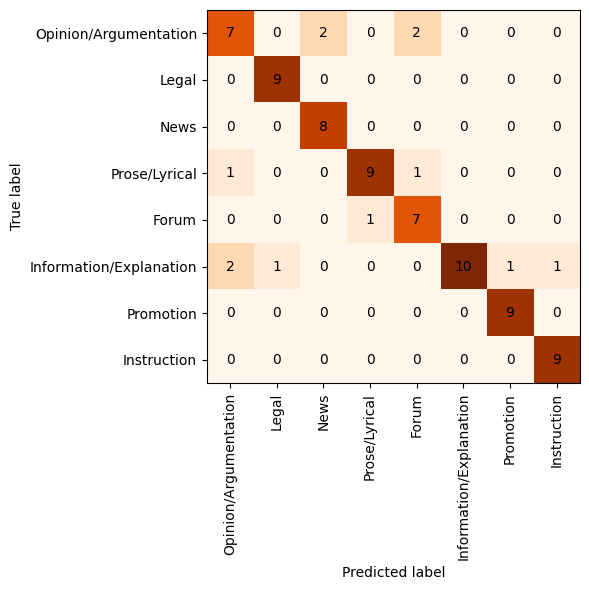 Opinion/Argumentation 7 0 2 0 2 0 0 0
Legal 0 9 0 0 0 0 0 0
News 0 0 8 0 0 0 0 0
Prose/Lyrical 1 0 0 9 1 0 0 0
Forum 0 0 0 1 7 0 0 0
Information/Explanation 2 1 0 0 0 10 1 1
Promotion 0 0 0 0 0 0 9 0
Instruction 0 0 0 0 0 0 0 9
True label
Opinion/Argumentation
Legal
News
Prose/Lyrical
Forum
Information/Explanation
Promotion
Instruction
Predicted label